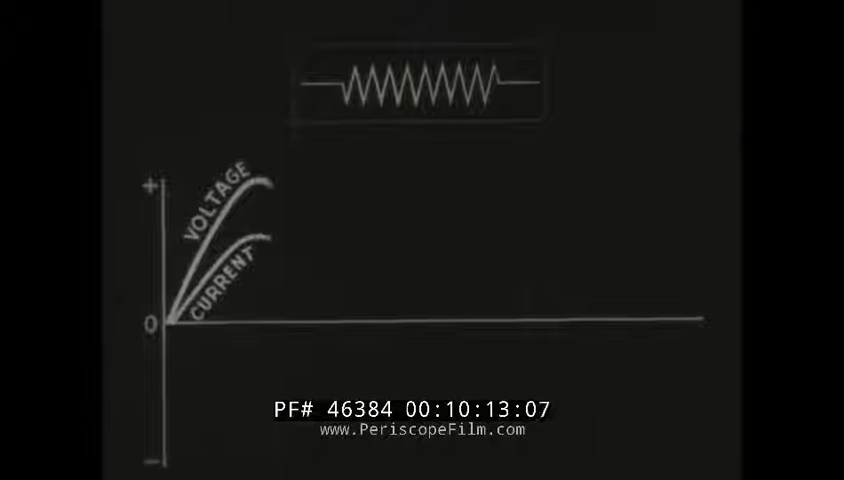 +
VOLTAGE
CURRENT
0
−
PF# 46384 00:10:13:07
www.PeriscopeFilm.com